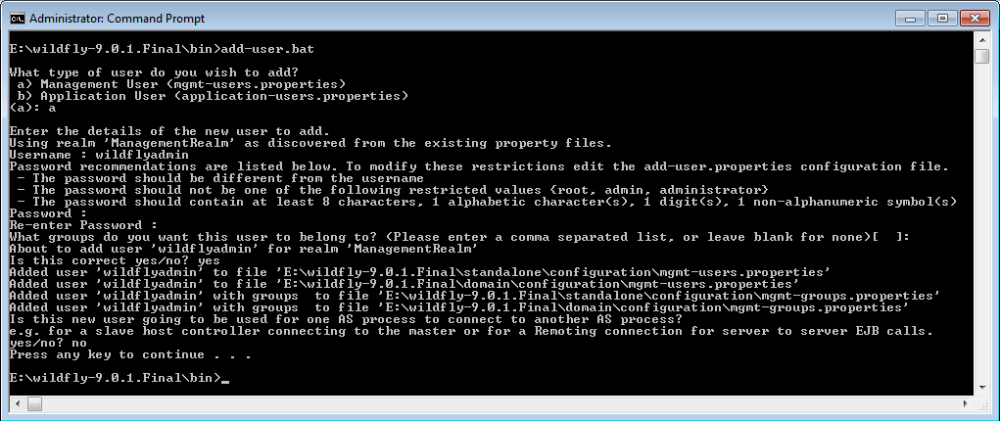 Administrator: Command Prompt
E:\wildfly-9.0.1.Final\bin>add-user.bat
What type of user do you wish to add?
a) Management User (mgmt-users.properties)
b) Application User (application-users.properties)
(a): a
Enter the details of the new user to add.
Using realm 'ManagementRealm' as discovered from the existing property files.
Username : wildflyadmin
Password recommendations are listed below. To modify these restrictions edit the add-user.properties configuration file.
- The password should be different from the username
- The password should not be one of the following restricted values {root, admin, administrator}
- The password should contain at least 8 characters, 1 alphabetic character(s), 1 digit(s), 1 non-alphanumeric symbol(s)
Password :
Re-enter Password :
What groups do you want this user to belong to? (Please enter a comma separated list, or leave blank for none)[  ]:
About to add user 'wildflyadmin' for realm 'ManagementRealm'
Is this correct yes/no? yes
Added user 'wildflyadmin' to file 'E:\wildfly-9.0.1.Final\standalone\configuration\mgmt-users.properties'
Added user 'wildflyadmin' to file 'E:\wildfly-9.0.1.Final\domain\configuration\mgmt-users.properties'
Added user 'wildflyadmin' with groups  to file 'E:\wildfly-9.0.1.Final\standalone\configuration\mgmt-groups.properties'
Added user 'wildflyadmin' with groups  to file 'E:\wildfly-9.0.1.Final\domain\configuration\mgmt-groups.properties'
Is this new user going to be used for one AS process to connect to another AS process?
e.g. for a slave host controller connecting to the master or for a Remoting connection for server to server EJB calls.
yes/no? no
Press any key to continue . . .
E:\wildfly-9.0.1.Final\bin>_